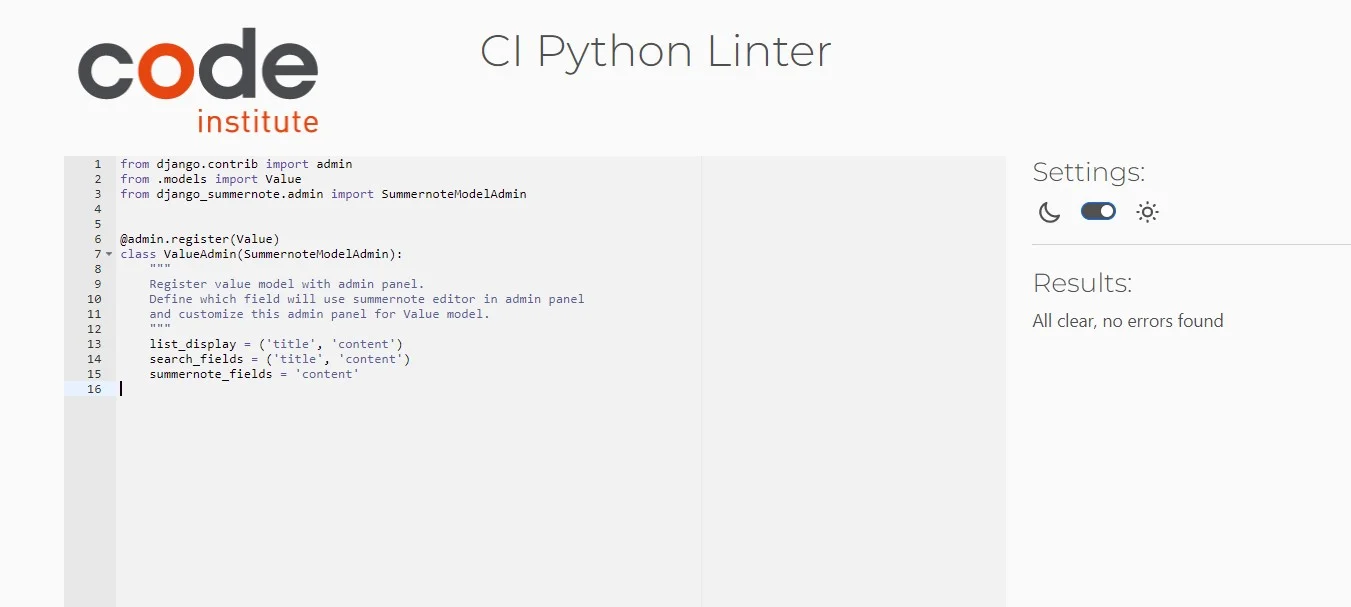 code
institute
CI Python Linter
1 from django.contrib import admin
2 from .models import Value
3 from django_summernote.admin import SummernoteModelAdmin
4
5
6 @admin.register(Value)
7 class ValueAdmin(SummernoteModelAdmin):
8     """
9     Register value model with admin panel.
10     Define which field will use summernote editor in admin panel
11     and customize this admin panel for Value model.
12     """
13     list_display = ('title', 'content')
14     search_fields = ('title', 'content')
15     summernote_fields = 'content'
16
Settings:
Results:
All clear, no errors found